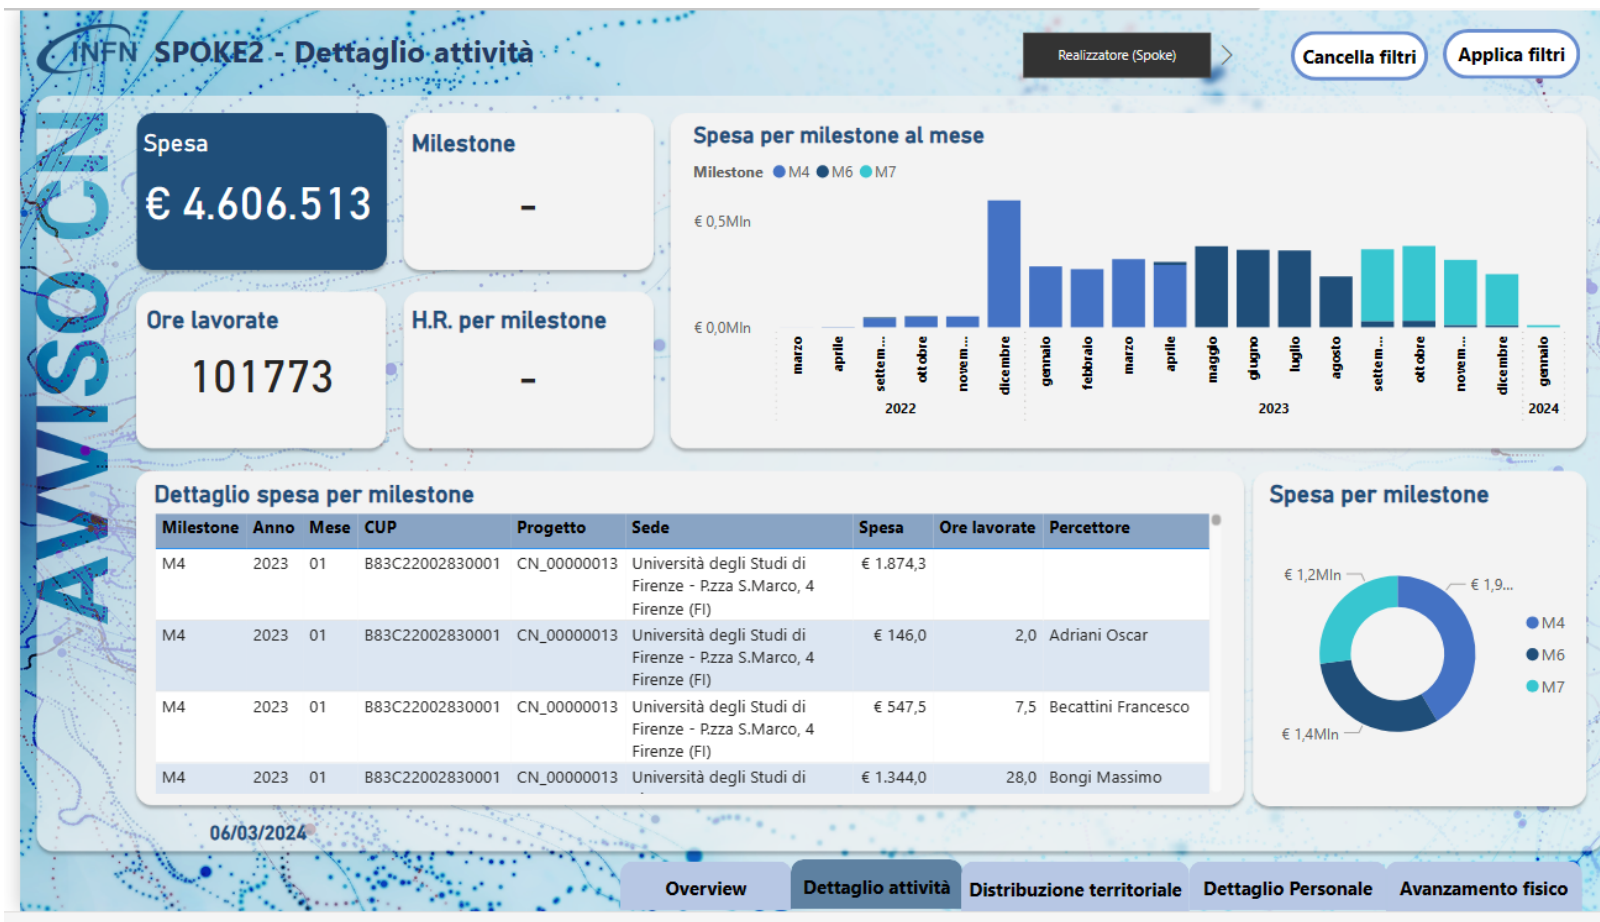 INFN SPOKE2 - Dettaglio attività
Realizzatore (Spoke)
Cancella filtri
Applica filtri
AVVISO CN
Spesa
€ 4.606.513
Milestone
-
Ore lavorate
101773
H.R. per milestone
-
Spesa per milestone al mese
Milestone M4 M6 M7
€ 0,5Mln
€ 0,0Mln
marzo
aprile
settem...
ottobre
novem...
dicembre
gennaio
febbraio
marzo
aprile
maggio
giugno
luglio
agosto
settem...
ottobre
novem...
dicembre
gennaio
2022
2023
2024
Dettaglio spesa per milestone
Milestone Anno Mese CUP Progetto Sede Spesa Ore lavorate Percettore
M4 2023 01 B83C22002830001 CN_00000013 Università degli Studi di € 1.874,3
Firenze - P.zza S.Marco, 4
Firenze (FI)
M4 2023 01 B83C22002830001 CN_00000013 Università degli Studi di € 146,0 2,0 Adriani Oscar
Firenze - P.zza S.Marco, 4
Firenze (FI)
M4 2023 01 B83C22002830001 CN_00000013 Università degli Studi di € 547,5 7,5 Becattini Francesco
Firenze - P.zza S.Marco, 4
Firenze (FI)
M4 2023 01 B83C22002830001 CN_00000013 Università degli Studi di € 1.344,0 28,0 Bongi Massimo
Spesa per milestone
€ 1,2Mln
€ 1,9...
€ 1,4Mln
M4
M6
M7
06/03/2024
Overview
Dettaglio attività
Distribuzione territoriale
Dettaglio Personale
Avanzamento fisico